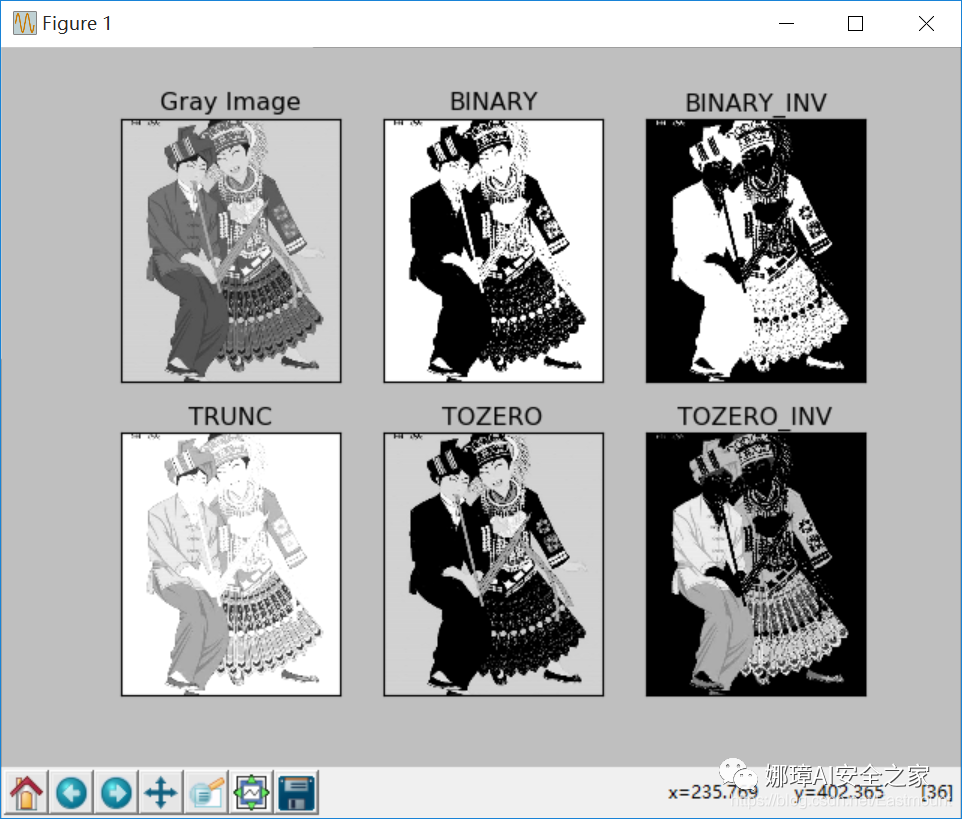 Figure 1
Gray Image
BINARY
BINARY_INV
TRUNC
TOZERO
TOZERO_INV
娜璋AI安全之家
x=235.769 y=402.365 [36]
https://blog.csdn.net/Eastmount